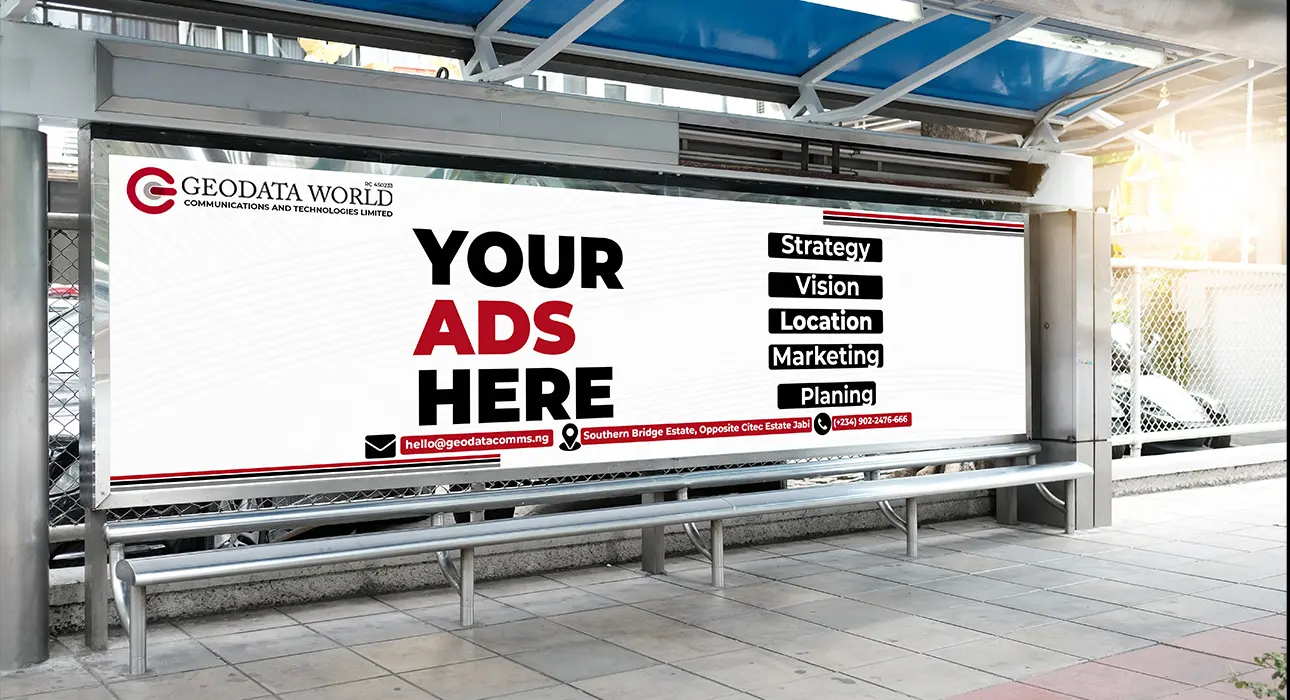 GEODATA WORLD
RC 450233
COMMUNICATIONS AND TECHNOLOGIES LIMITED
YOUR
ADS
HERE
Strategy
Vision
Location
Marketing
Planing
hello@geodatacomms.ng
Southern Bridge Estate, Opposite Citec Estate Jabi
(+234) 902-2476-666